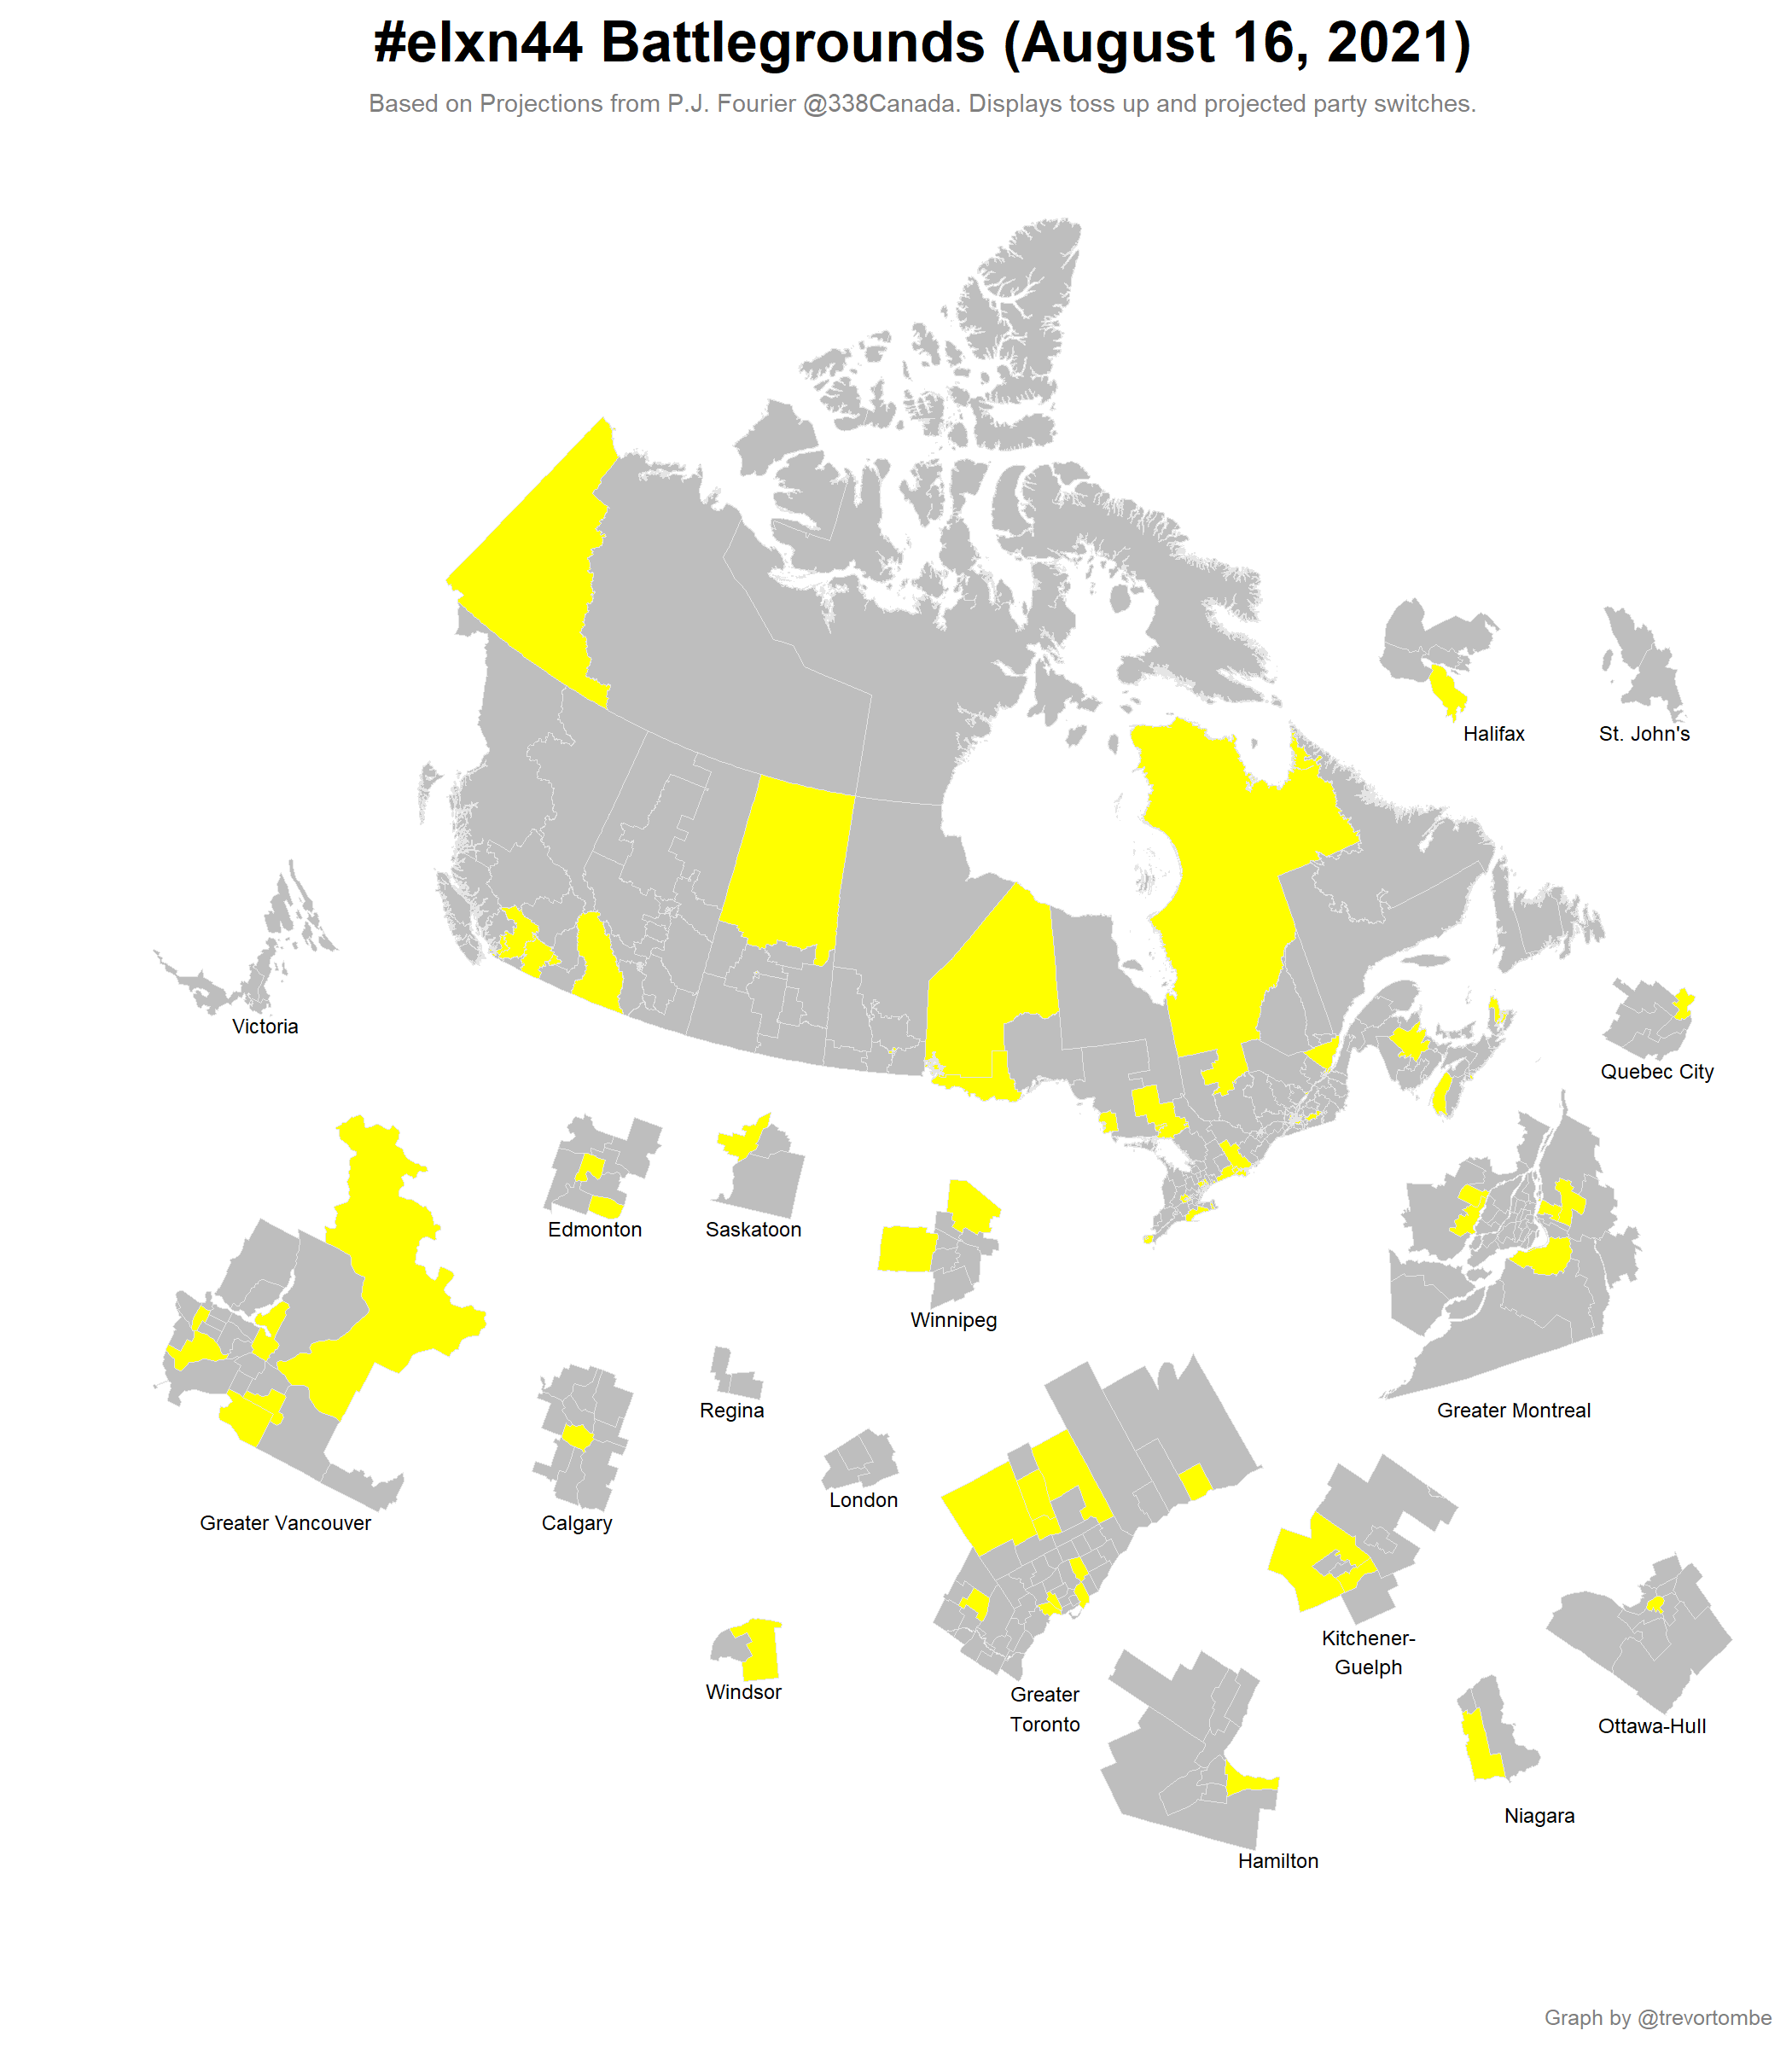 #elxn44 Battlegrounds (August 16, 2021)
Based on Projections from P.J. Fourier @338Canada. Displays toss up and projected party switches.
Halifax
St. John's
Victoria
Quebec City
Edmonton
Saskatoon
Winnipeg
Regina
Greater Montreal
London
Greater Vancouver
Calgary
Kitchener-
Guelph
Windsor
Greater
Toronto
Ottawa-Hull
Niagara
Hamilton
Graph by @trevortombe